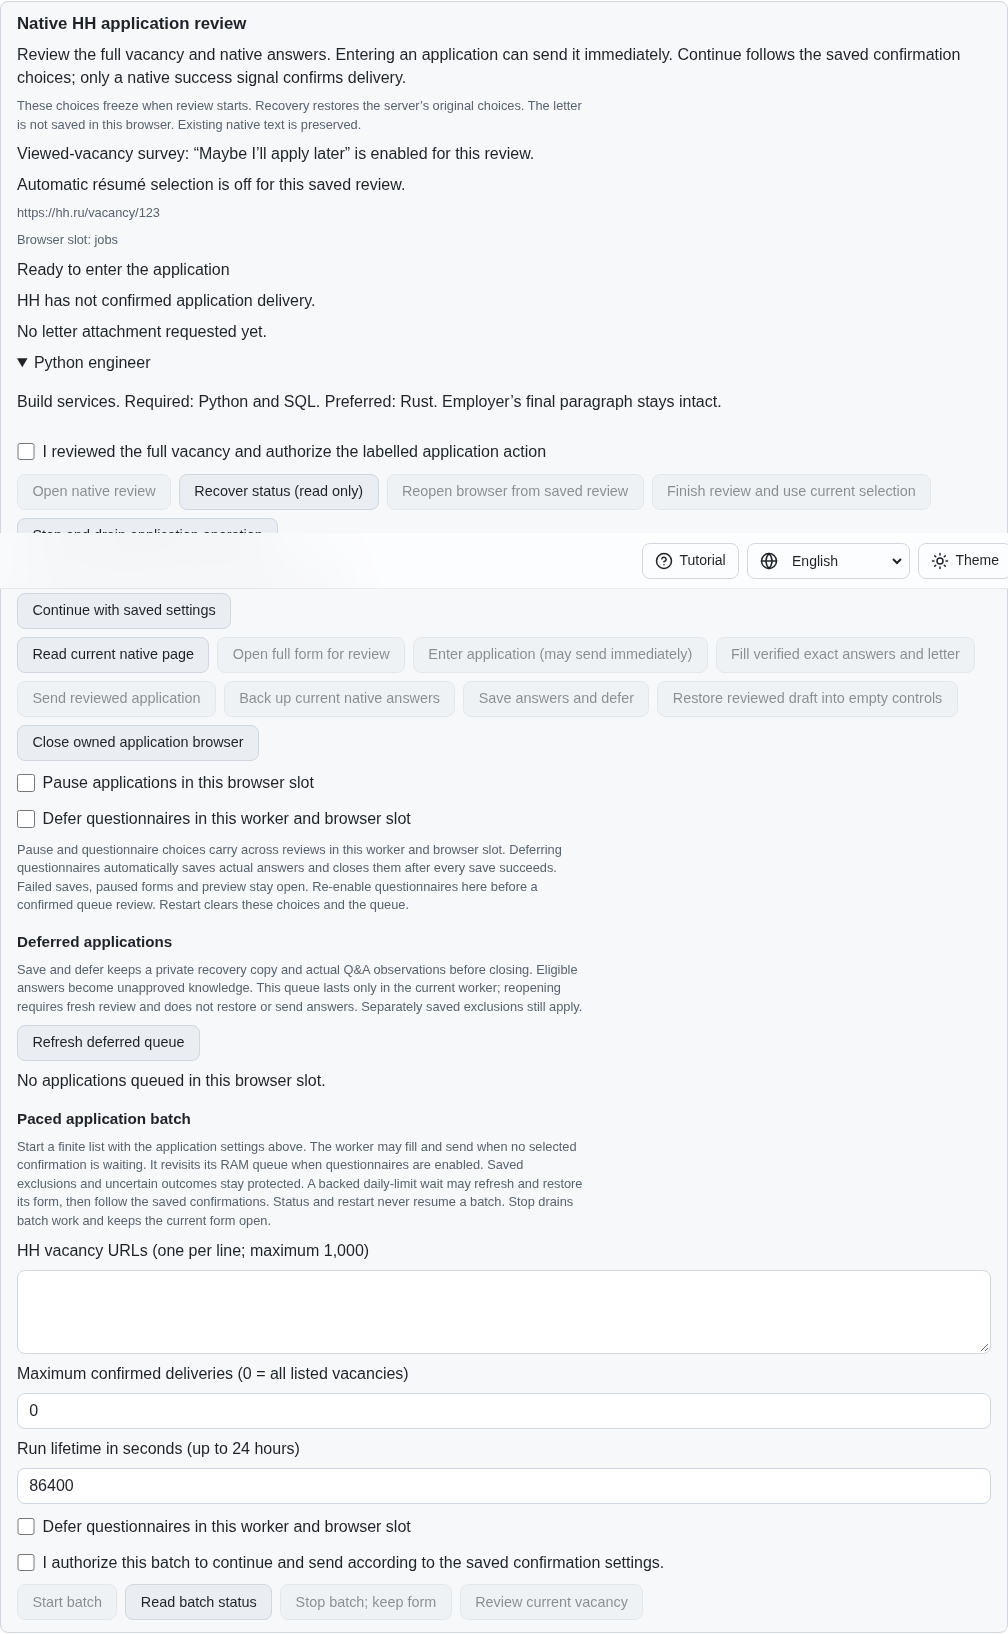 Native HH application review
Review the full vacancy and native answers. Entering an application can send it immediately. Continue follows the saved confirmation
choices; only a native success signal confirms delivery.
These choices freeze when review starts. Recovery restores the server’s original choices. The letter
is not saved in this browser. Existing native text is preserved.
Viewed-vacancy survey: “Maybe I’ll apply later” is enabled for this review.
Automatic résumé selection is off for this saved review.
https://hh.ru/vacancy/123
Browser slot: jobs
Ready to enter the application
HH has not confirmed application delivery.
No letter attachment requested yet.
Python engineer
Build services. Required: Python and SQL. Preferred: Rust. Employer’s final paragraph stays intact.
I reviewed the full vacancy and authorize the labelled application action
Open native review Recover status (read only) Reopen browser from saved review Finish review and use current selection
Stop and drain application operation
Tutorial English Theme
Continue with saved settings
Read current native page Open full form for review Enter application (may send immediately) Fill verified exact answers and letter
Send reviewed application Back up current native answers Save answers and defer Restore reviewed draft into empty controls
Close owned application browser
Pause applications in this browser slot
Defer questionnaires in this worker and browser slot
Pause and questionnaire choices carry across reviews in this worker and browser slot. Deferring
questionnaires automatically saves actual answers and closes them after every save succeeds.
Failed saves, paused forms and preview stay open. Re-enable questionnaires here before a
confirmed queue review. Restart clears these choices and the queue.
Deferred applications
Save and defer keeps a private recovery copy and actual Q&A observations before closing. Eligible
answers become unapproved knowledge. This queue lasts only in the current worker; reopening
requires fresh review and does not restore or send answers. Separately saved exclusions still apply.
Refresh deferred queue
No applications queued in this browser slot.
Paced application batch
Start a finite list with the application settings above. The worker may fill and send when no selected
confirmation is waiting. It revisits its RAM queue when questionnaires are enabled. Saved
exclusions and uncertain outcomes stay protected. A backed daily-limit wait may refresh and restore
its form, then follow the saved confirmations. Status and restart never resume a batch. Stop drains
batch work and keeps the current form open.
HH vacancy URLs (one per line; maximum 1,000)
Maximum confirmed deliveries (0 = all listed vacancies)
0
Run lifetime in seconds (up to 24 hours)
86400
Defer questionnaires in this worker and browser slot
I authorize this batch to continue and send according to the saved confirmation settings.
Start batch Read batch status Stop batch; keep form Review current vacancy